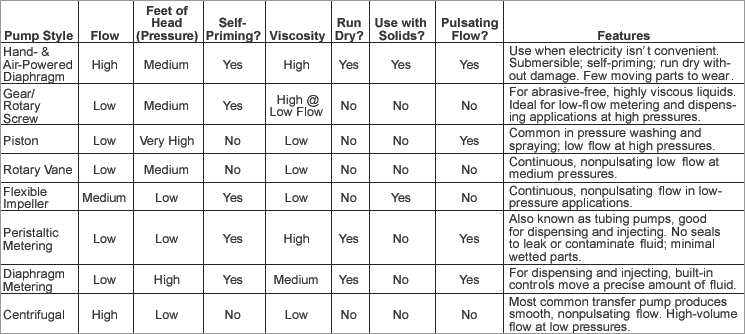 Pump Style Flow Feet of Head (Pressure) Self-Priming? Viscosity Run Dry? Use with Solids? Pulsating Flow? Features
Hand- & Air-Powered Diaphragm High Medium Yes High Yes Yes Yes Use when electricity isn't convenient.
Submersible; self-priming; run dry with-
out damage. Few moving parts to wear.
Gear/ Rotary Screw Low Medium Yes High @ Low Flow No No No For abrasive-free, highly viscous liquids.
Ideal for low-flow metering and dispens-
ing applications at high pressures.
Piston Low Very High No Low No No Yes Common in pressure washing and
spraying; low flow at high pressures.
Rotary Vane Low Medium No Low No No No Continuous, nonpulsating low flow at
medium pressures.
Flexible Impeller Medium Low Yes Low No Yes No Continuous, nonpulsating flow in low-
pressure applications.
Peristaltic Metering Low Low Yes High Yes No Yes Also known as tubing pumps, good
for dispensing and injecting. No seals
to leak or contaminate fluid; minimal
wetted parts.
Diaphragm Metering Low High Yes Medium Yes No Yes For dispensing and injecting, built-in
controls move a precise amount of fluid.
Centrifugal High Low No Low No No No Most common transfer pump produces
smooth, nonpulsating flow. High-volume
flow at low pressures.